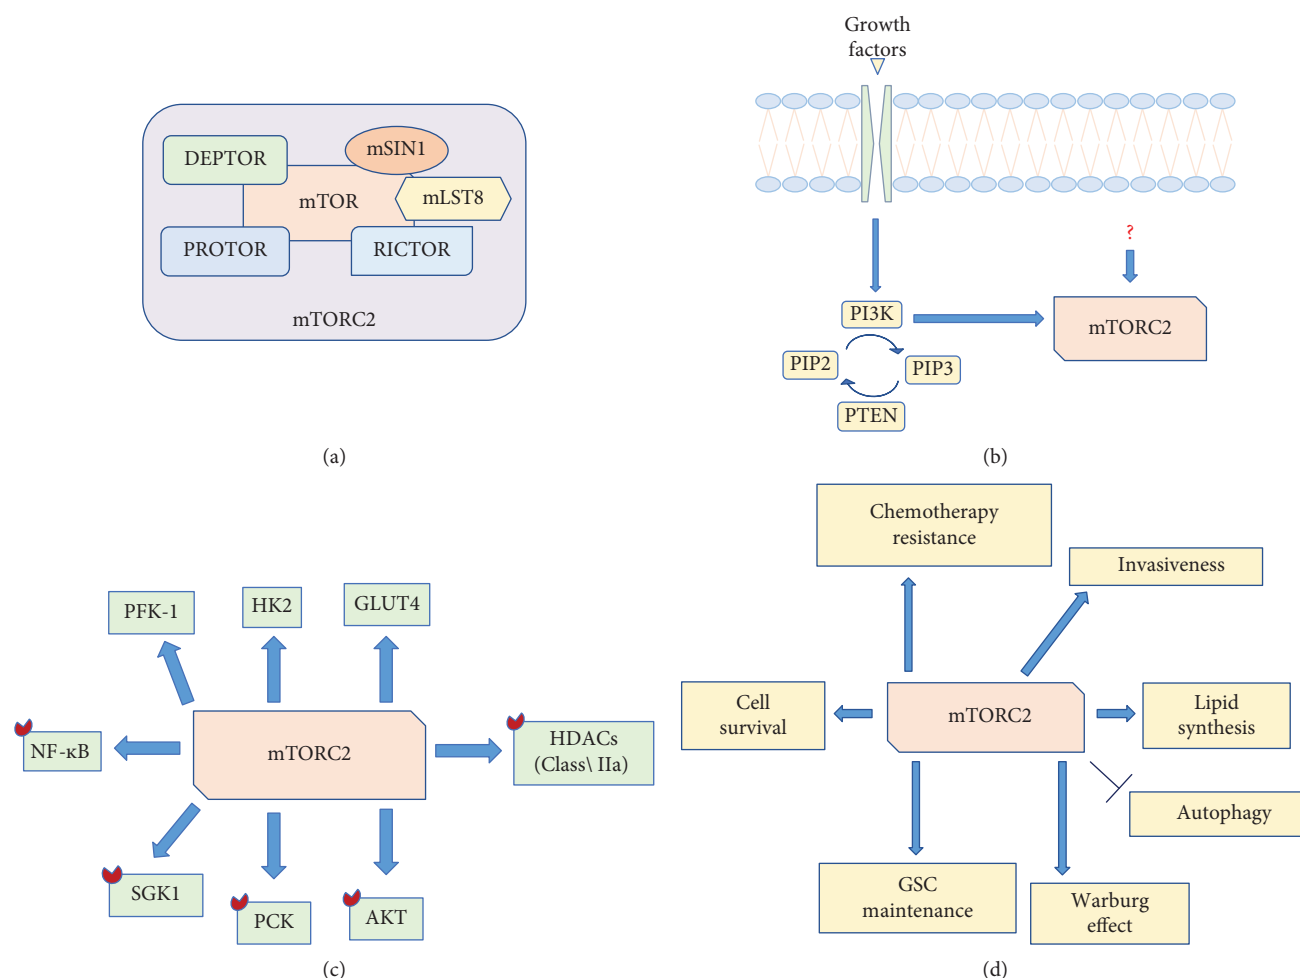 DEPTOR
mSIN1
mTOR
mLST8
PROTOR
RICTOR
mTORC2
(a)
Growth
factors
?
PI3K
mTORC2
PIP2
PIP3
PTEN
(b)
PFK-1
HK2
GLUT4
NF-κB
mTORC2
HDACs
(Class\ IIa)
SGK1
PCK
AKT
(c)
Chemotherapy
resistance
Invasiveness
Cell
survival
mTORC2
Lipid
synthesis
Autophagy
GSC
maintenance
Warburg
effect
(d)